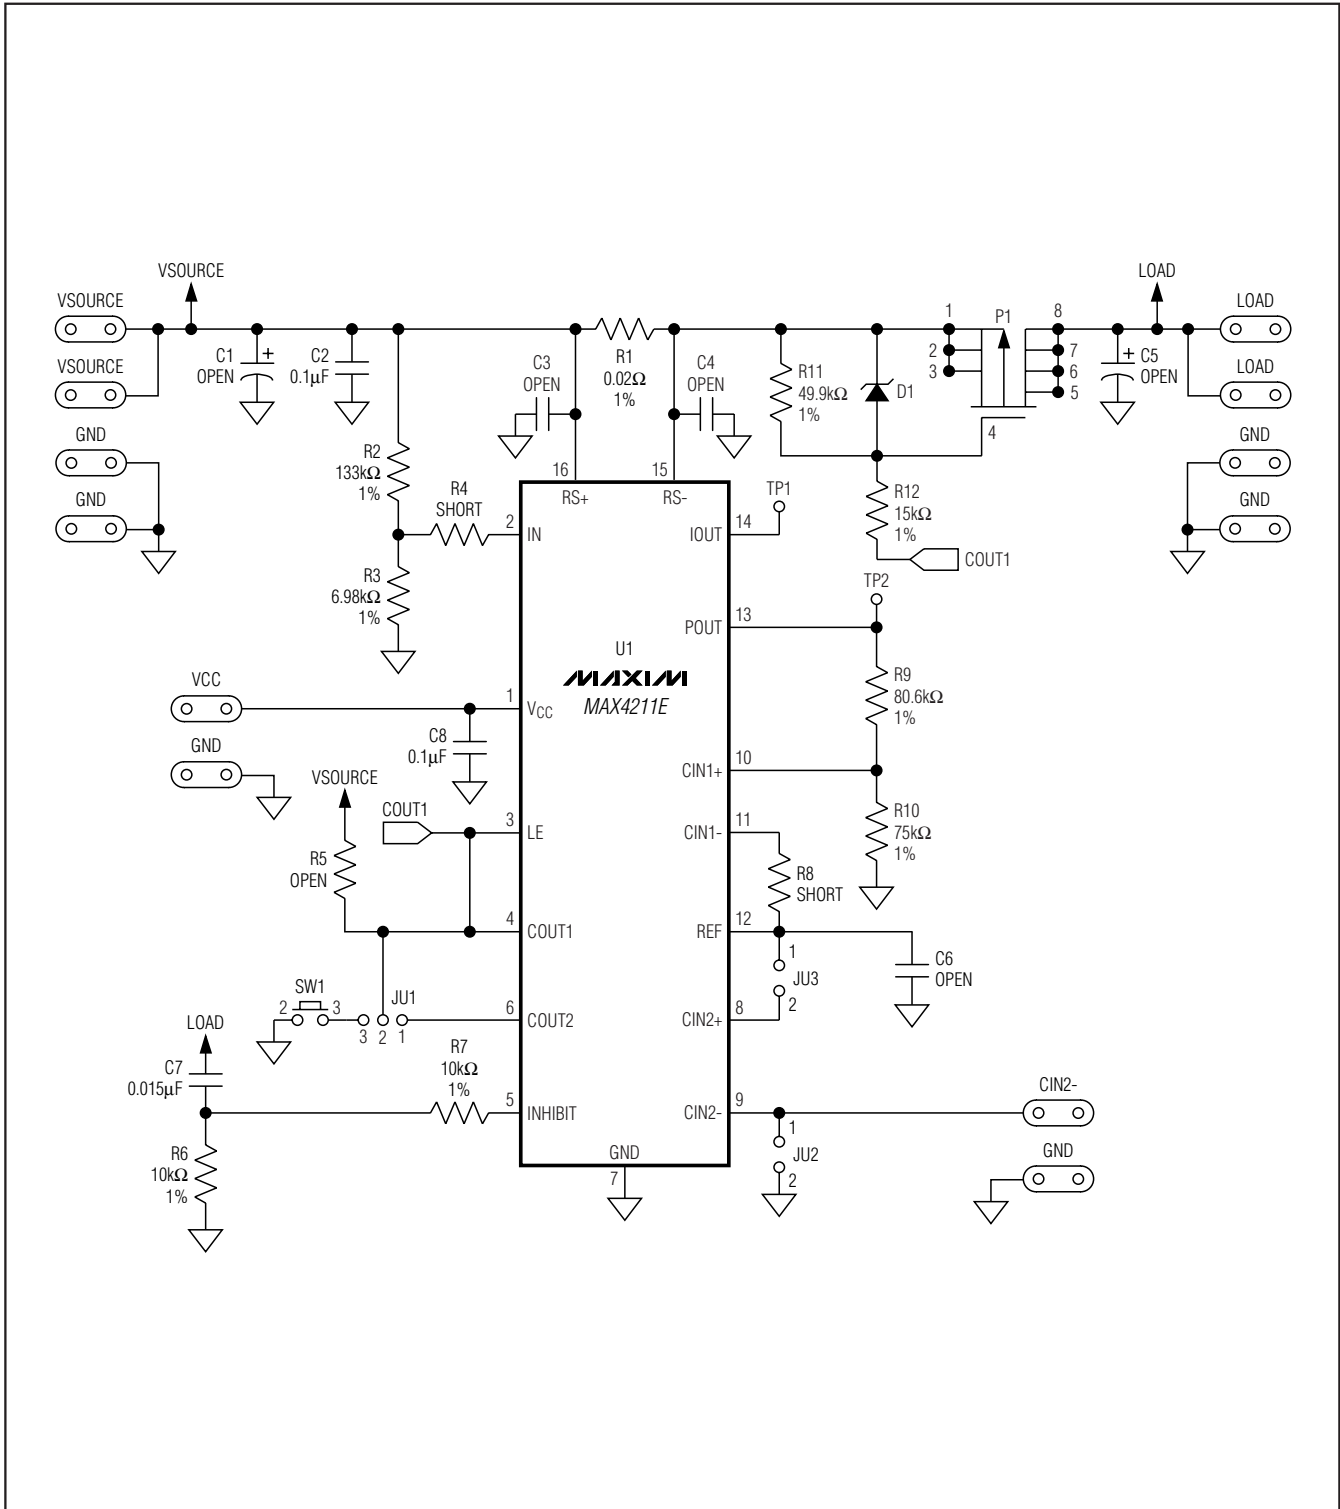 VSOURCE
LOAD
VSOURCE
VSOURCE
GND
GND
C1
+
OPEN
C2
0.1µF
C3
OPEN
R1
0.02Ω
1%
C4
OPEN
R11
49.9kΩ
1%
D1
1
2
3
P1
4
8
7
6
5
+
C5
OPEN
LOAD
LOAD
GND
GND
R2
133kΩ
1%
R4
SHORT
R3
6.98kΩ
1%
16
RS+
15
RS-
2
IN
14
IOUT
TP1
R12
15kΩ
1%
COUT1
TP2
13
POUT
U1
MAXIM
MAX4211E
R9
80.6kΩ
1%
VCC
GND
1
VCC
C8
0.1µF
10
CIN1+
VSOURCE
COUT1
3
LE
11
CIN1-
R10
75kΩ
1%
R5
OPEN
R8
SHORT
4
COUT1
12
REF
1
JU3
2
C6
OPEN
SW1
2
3
JU1
3
2
1
6
COUT2
8
CIN2+
LOAD
C7
0.015µF
R7
10kΩ
1%
5
INHIBIT
9
CIN2-
CIN2-
GND
1
JU2
2
R6
10kΩ
1%
GND
7